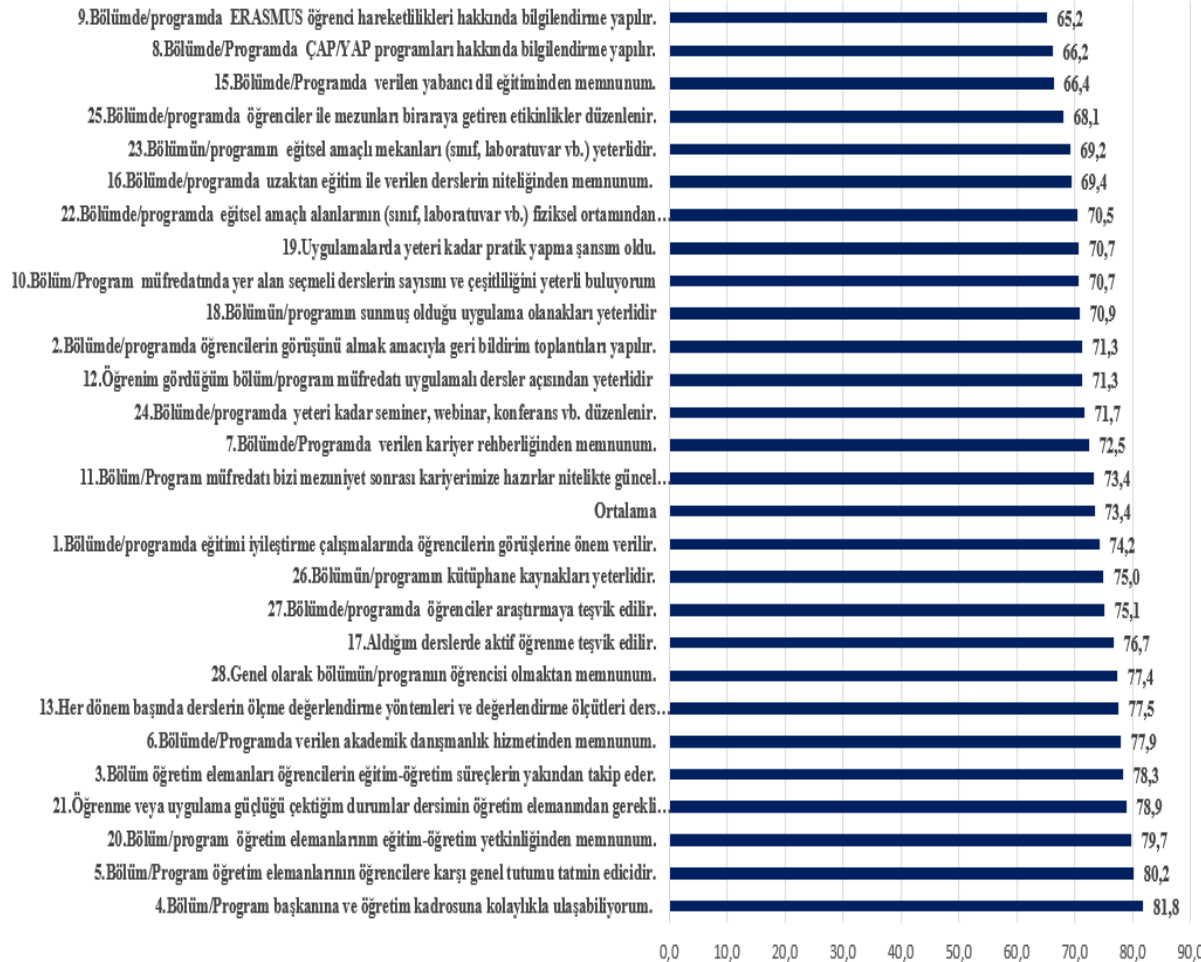 9.Bölümde/programda ERASMUS öğrenci hareketlilikleri hakkında bilgilendirme yapılır. 65,2
8.Bölümde/Programda ÇAP/YAP programları hakkında bilgilendirme yapılır. 66,2
15.Bölümde/Programda verilen yabancı dil eğitiminden memnunum. 66,4
25.Bölümde/programda öğrenciler ile mezunları biraraya getiren etikinlikler düzenlenir. 68,1
23.Bölümün/programın eğitsel amaçlı mekanları (sınıf, laboratuvar vb.) yeterlidir. 69,2
16.Bölümde/programda uzaktan eğitim ile verilen derslerin niteliğinden memnunum. 69,4
22.Bölümde/programda eğitsel amaçlı alanlarının (sınıf, laboratuvar vb.) fiziksel ortamından... 70,5
19.Uygulamalarda yeteri kadar pratik yapma şansım oldu. 70,7
10.Bölüm/Program müfredatında yer alan seçmeli derslerin sayısını ve çeşitliliğini yeterli buluyorum 70,7
18.Bölümün/programın sunmuş olduğu uygulama olanakları yeterlidir 70,9
2.Bölümde/programda öğrencilerin görüşünü almak amacıyla geri bildirim toplantıları yapılır. 71,3
12.Öğrenim gördüğüm bölüm/program müfredatı uygulamalı dersler açısından yeterlidir 71,3
24.Bölümde/programda yeteri kadar seminer, webinar, konferans vb. düzenlenir. 71,7
7.Bölümde/Programda verilen kariyer rehberliğinden memnunum. 72,5
11.Bölüm/Program müfredatı bizi mezuniyet sonrası kariyerimize hazırlar nitelikte güncel... 73,4
Ortalama 73,4
1.Bölümde/programda eğitimi iyileştirme çalışmalarında öğrencilerin görüşlerine önem verilir. 74,2
26.Bölümün/programın kütüphane kaynakları yeterlidir. 75,0
27.Bölümde/programda öğrenciler araştırmaya teşvik edilir. 75,1
17.Aldığım derslerde aktif öğrenme teşvik edilir. 76,7
28.Genel olarak bölümün/programın öğrencisi olmaktan memnunum. 77,4
13.Her dönem başında derslerin ölçme değerlendirme yöntemleri ve değerlendirme ölçütleri ders... 77,5
6.Bölümde/Programda verilen akademik danışmanlık hizmetinden memnunum. 77,9
3.Bölüm öğretim elemanları öğrencilerin eğitim-öğretim süreçlerin yakından takip eder. 78,3
21.Öğrenme veya uygulama güçlüğü çektiğim durumlar dersimin öğretim elemanından gerekli... 78,9
20.Bölüm/program öğretim elemanlarının eğitim-öğretim yetkinliğinden memnunum. 79,7
5.Bölüm/Program öğretim elemanlarının öğrencilere karşı genel tutumu tatmin edicidir. 80,2
4.Bölüm/Program başkanına ve öğretim kadrosuna kolaylıkla ulaşabiliyorum. 81,8
0,0 10,0 20,0 30,0 40,0 50,0 60,0 70,0 80,0 90,0